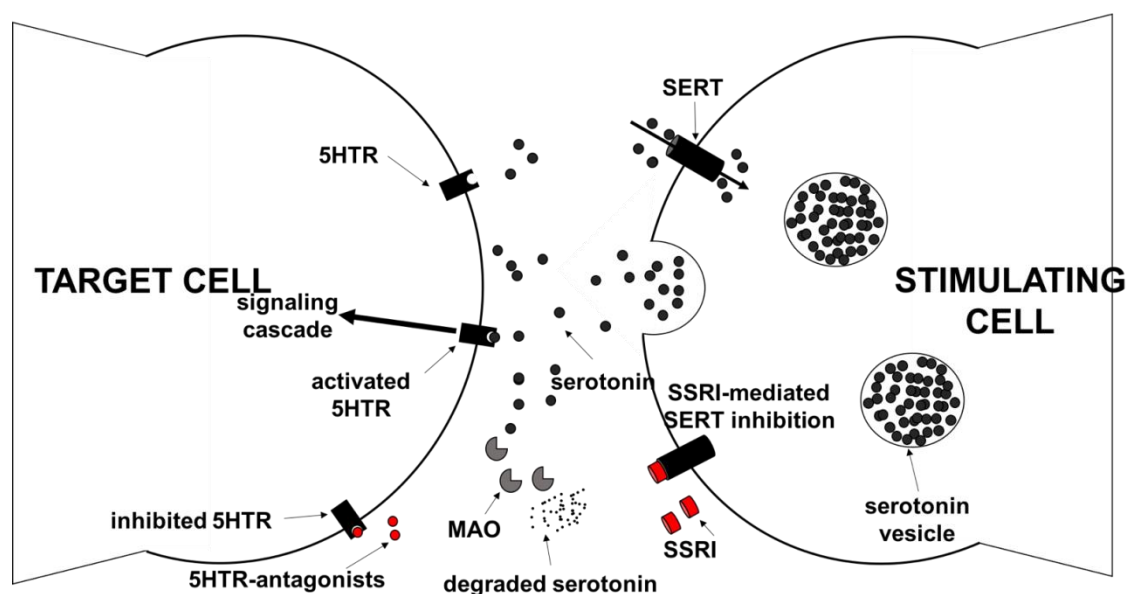 SERT
5HTR
TARGET CELL
STIMULATING
CELL
signaling
cascade
activated
5HTR
serotonin
SSRI-mediated
SERT inhibition
inhibited 5HTR
5HTR-antagonists
MAO
degraded serotonin
SSRI
serotonin
vesicle